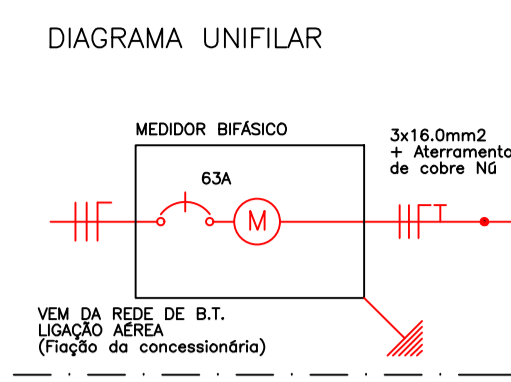 DIAGRAMA UNIFILAR
MEDIDOR BIFÁSICO
3x16.0mm2
+ Aterramento
de cobre Nú
63A
M
VEM DA REDE DE B.T.
LIGAÇÃO AÉREA
(Fiação da concessionária)